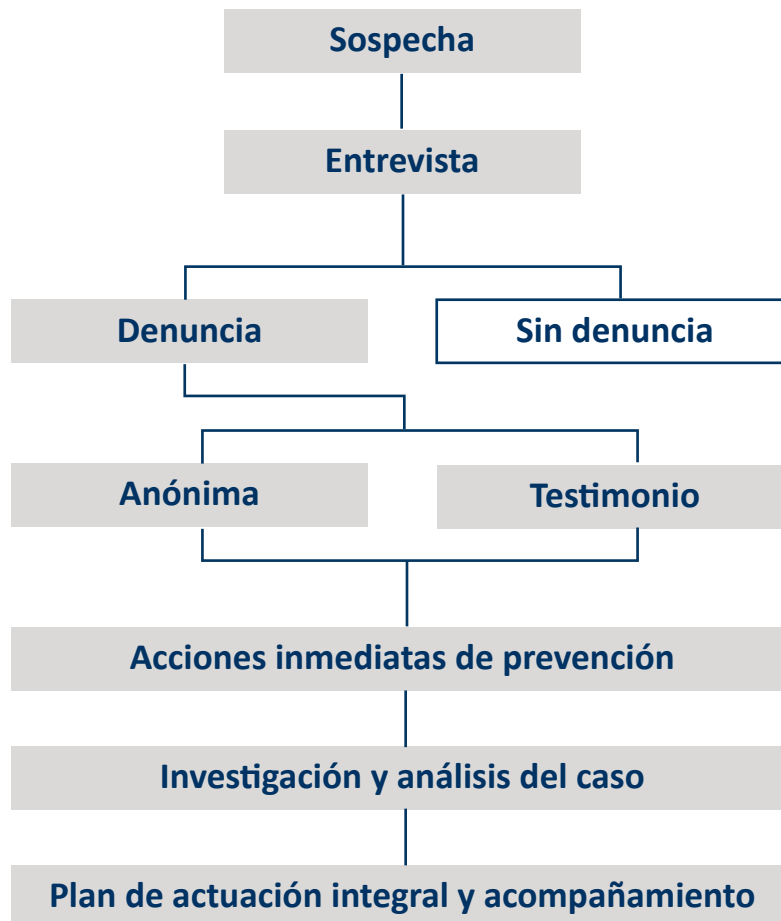 Sospecha
Entrevista
Denuncia
Sin denuncia
Anónima
Testimonio
Acciones inmediatas de prevención
Investigación y análisis del caso
Plan de actuación integral y acompañamiento